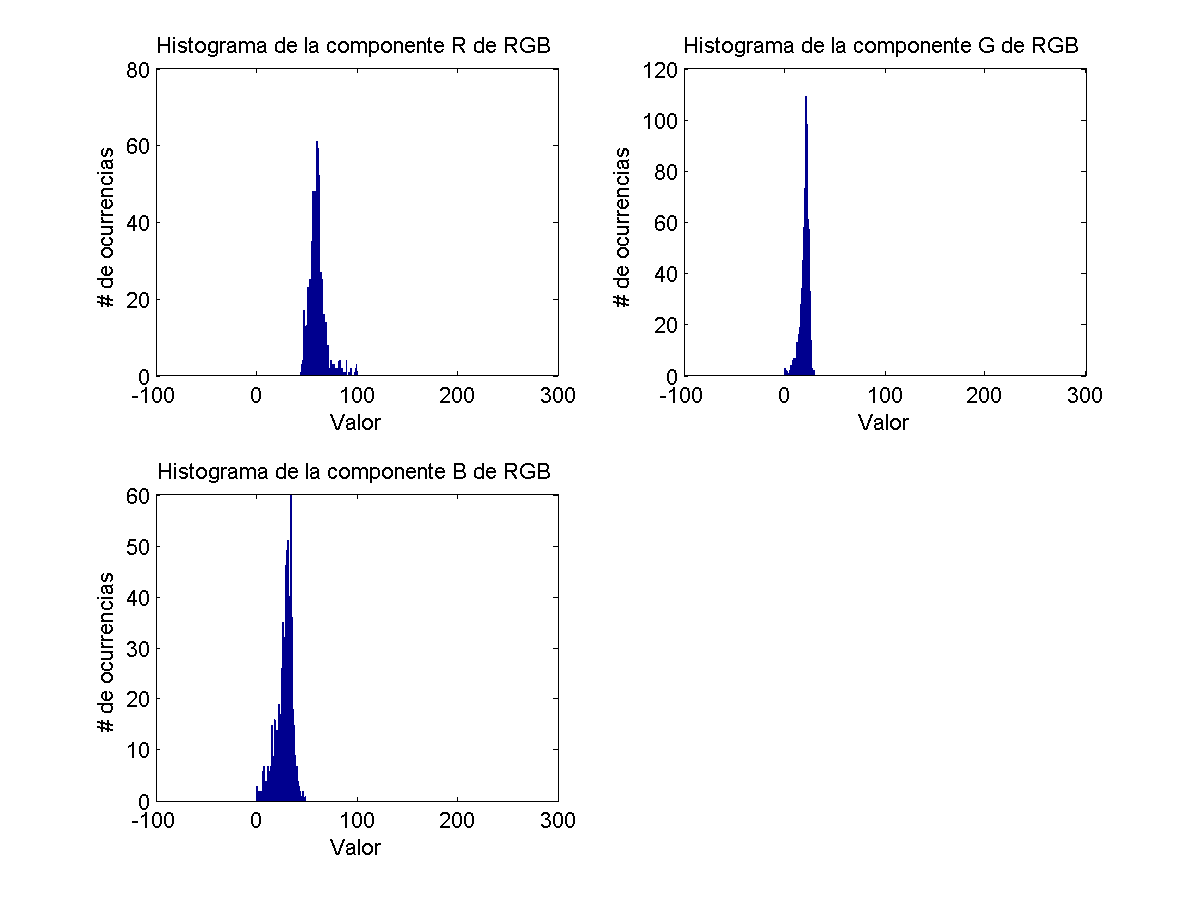 Histograma de la componente R de RGB
80
60
40
20
0
-100 0 100 200 300
# de ocurrencias
Valor
Histograma de la componente G de RGB
120
100
80
60
40
20
0
-100 0 100 200 300
# de ocurrencias
Valor
Histograma de la componente B de RGB
60
50
40
30
20
10
0
-100 0 100 200 300
# de ocurrencias
Valor